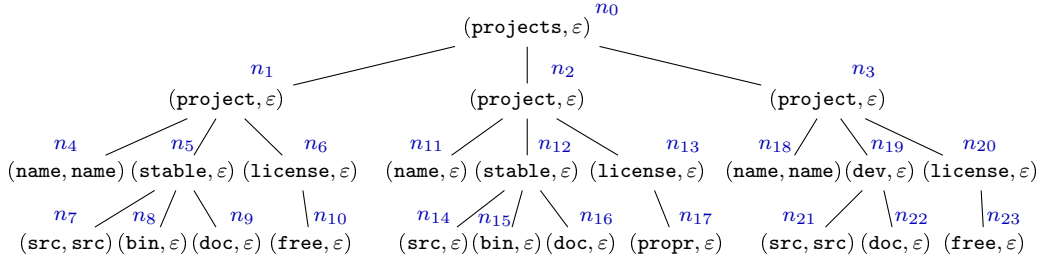 n0
(projects, ε)
n1 n2 n3
(project, ε) (project, ε) (project, ε)
n4 n5 n6 n11 n12 n13 n18 n19 n20
(name, name) (stable, ε) (license, ε) (name, ε) (stable, ε) (license, ε) (name, name) (dev, ε) (license, ε)
n7 n8 n9 n10 n14 n15 n16 n17 n21 n22 n23
(src, src) (bin, ε) (doc, ε) (free, ε) (src, ε) (bin, ε) (doc, ε) (propr, ε) (src, src) (doc, ε) (free, ε)